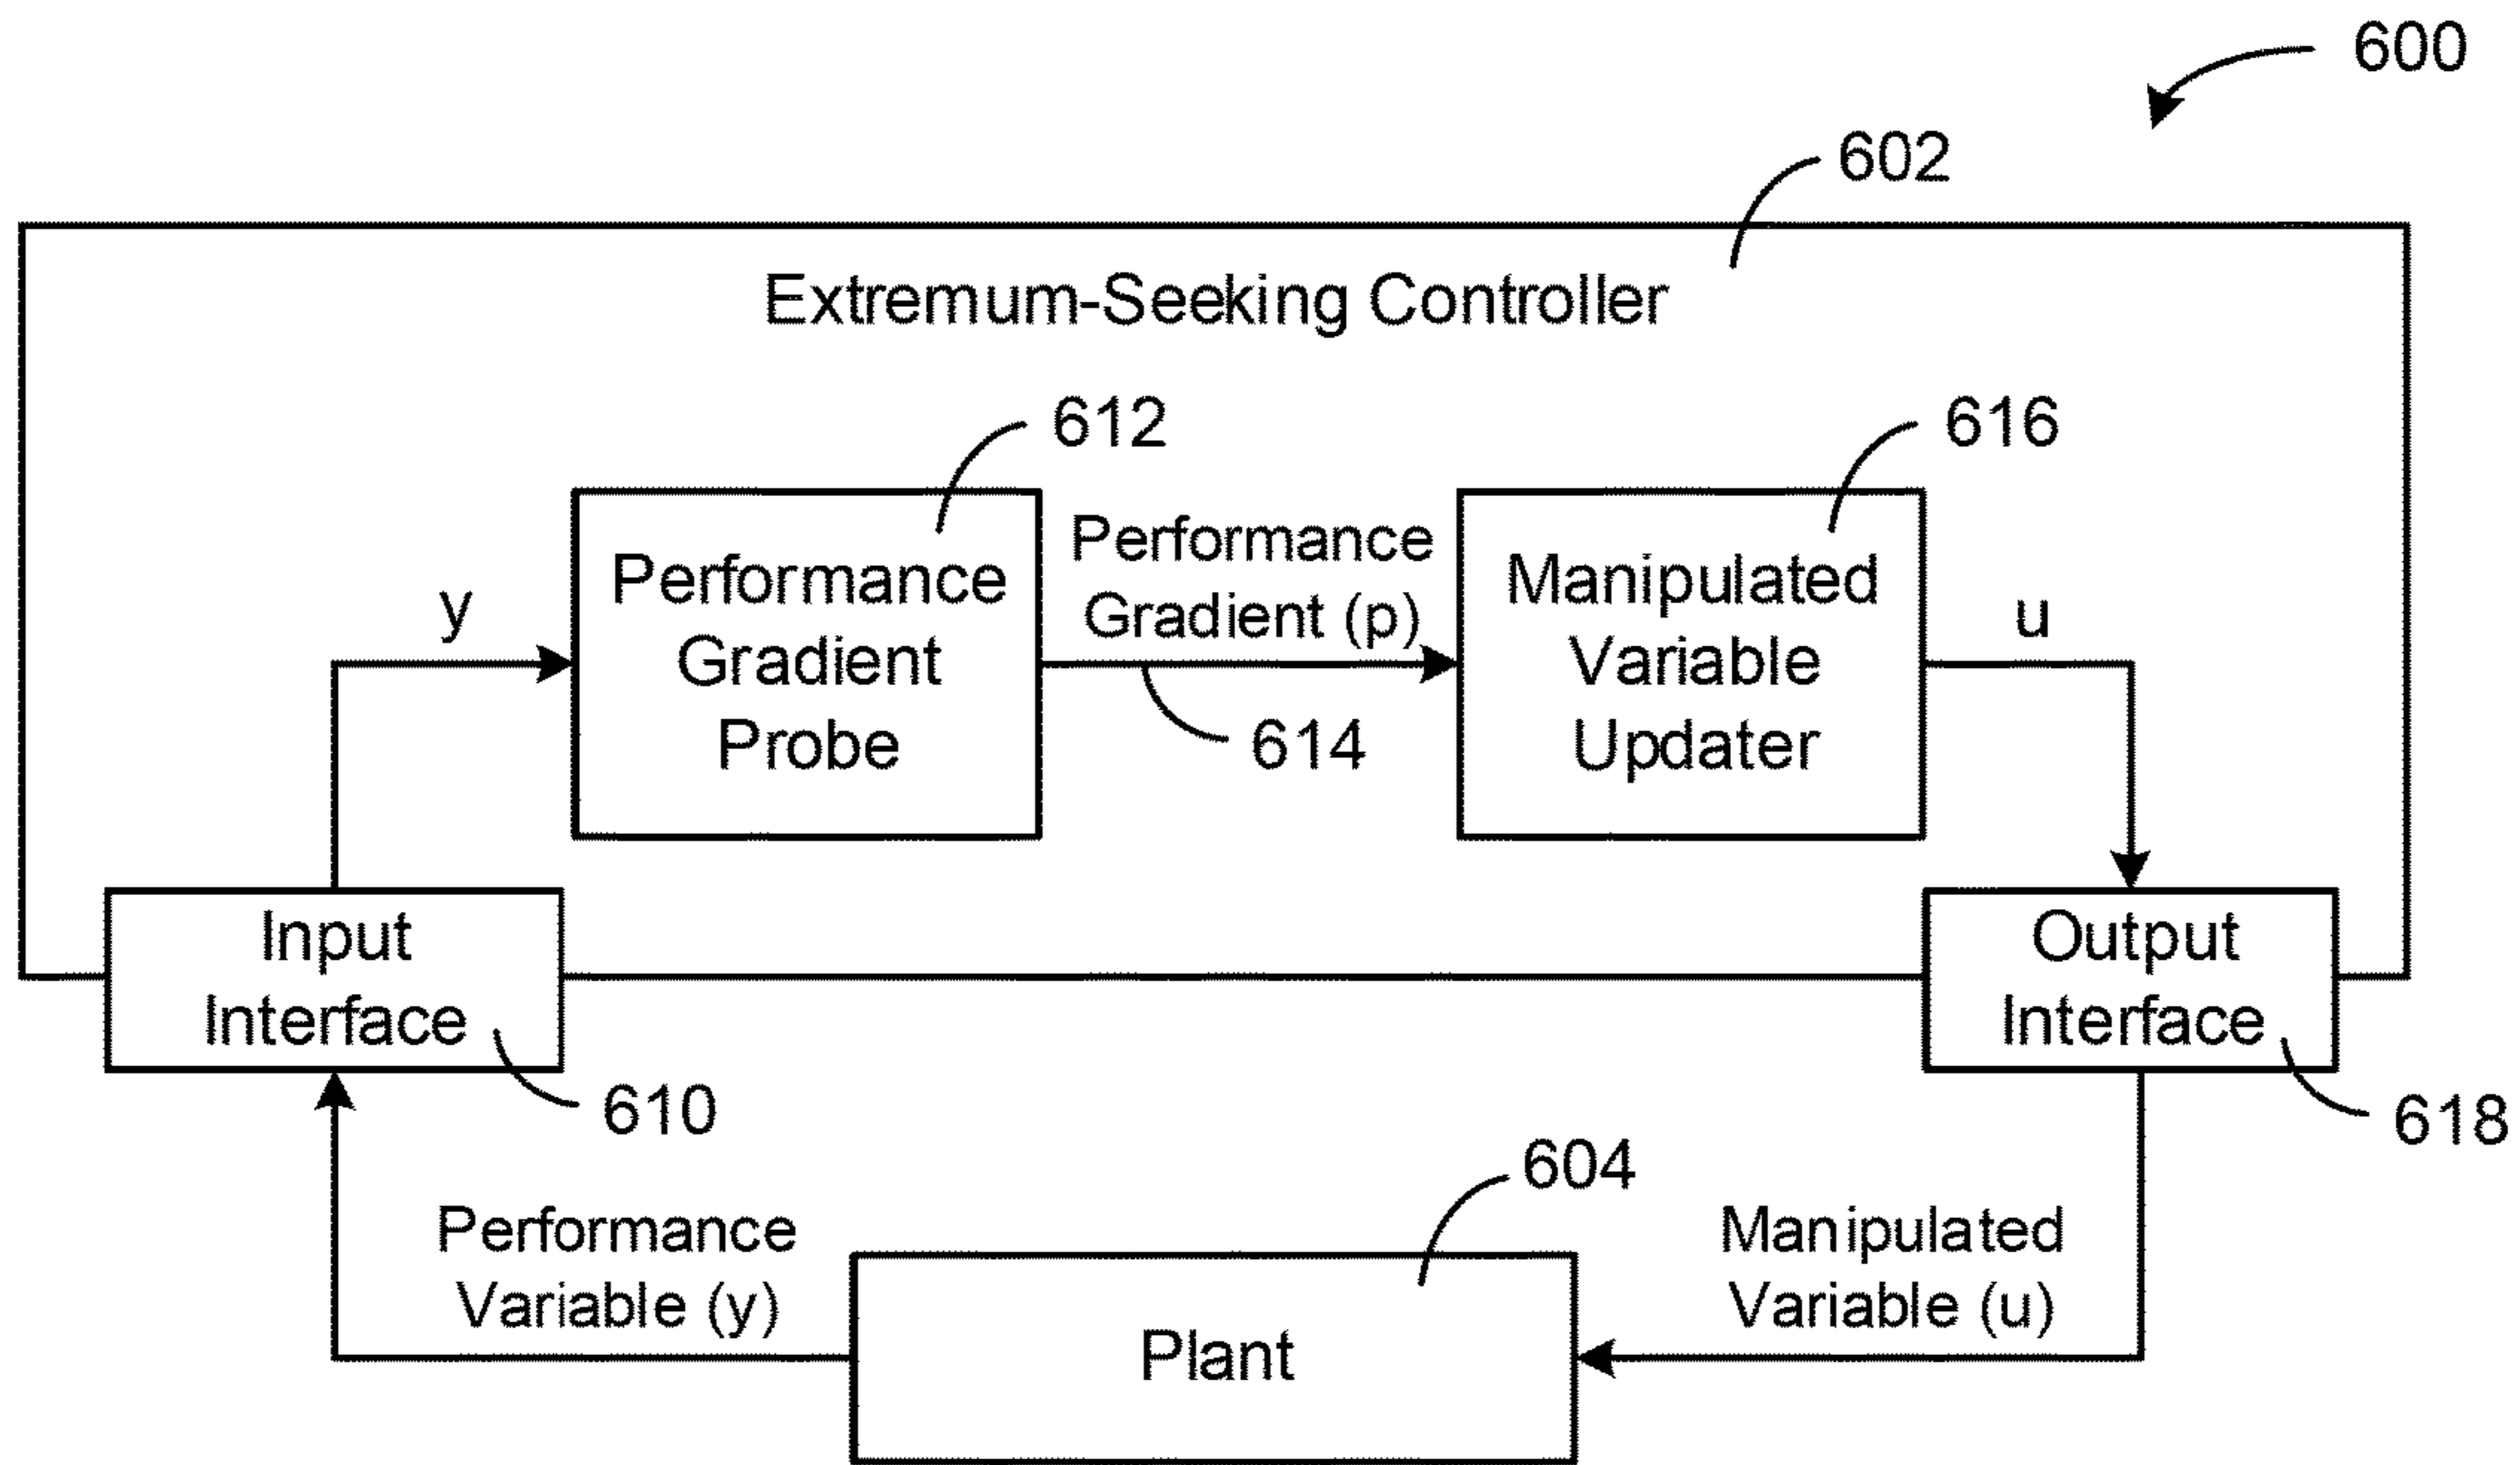 600
602
Extremum-Seeking Controller
612
616
y
Performance
Gradient
Probe
Performance
Gradient (p)
614
Manipulated
Variable
Updater
u
Input
Interface
610
Output
Interface
618
Performance
Variable (y)
604
Plant
Manipulated
Variable (u)